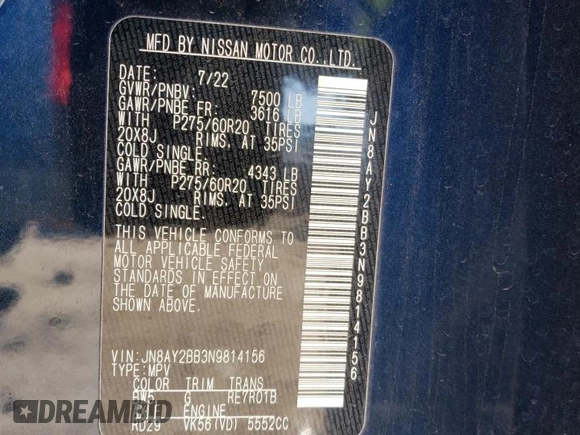 MFD BY NISSAN MOTOR CO.,LTD.
DATE: 7/22
GVWR/PNBV: 7500 LB
GAWR/PNBE FR: 3616 LB
WITH P275/60R20 TIRES
20X8J RIMS. AT 35PSI
COLD SINGLE.
GAWR/PNBE RR: 4343 LB
WITH P275/60R20 TIRES
20X8J RIMS. AT 35PSI
COLD SINGLE.
THIS VEHICLE CONFORMS TO
ALL APPLICABLE FEDERAL
MOTOR VEHICLE SAFETY
STANDARDS IN EFFECT ON
THE DATE OF MANUFACTURE
SHOWN ABOVE.
VIN:JN8AY2BB3N9814156
TYPE:MPV
COLOR TRIM TRANS
G RE7R01B
ENGINE
VK56(VD) 5552CC
JN8AY2BB3N9814156
DREAMBID
.COM